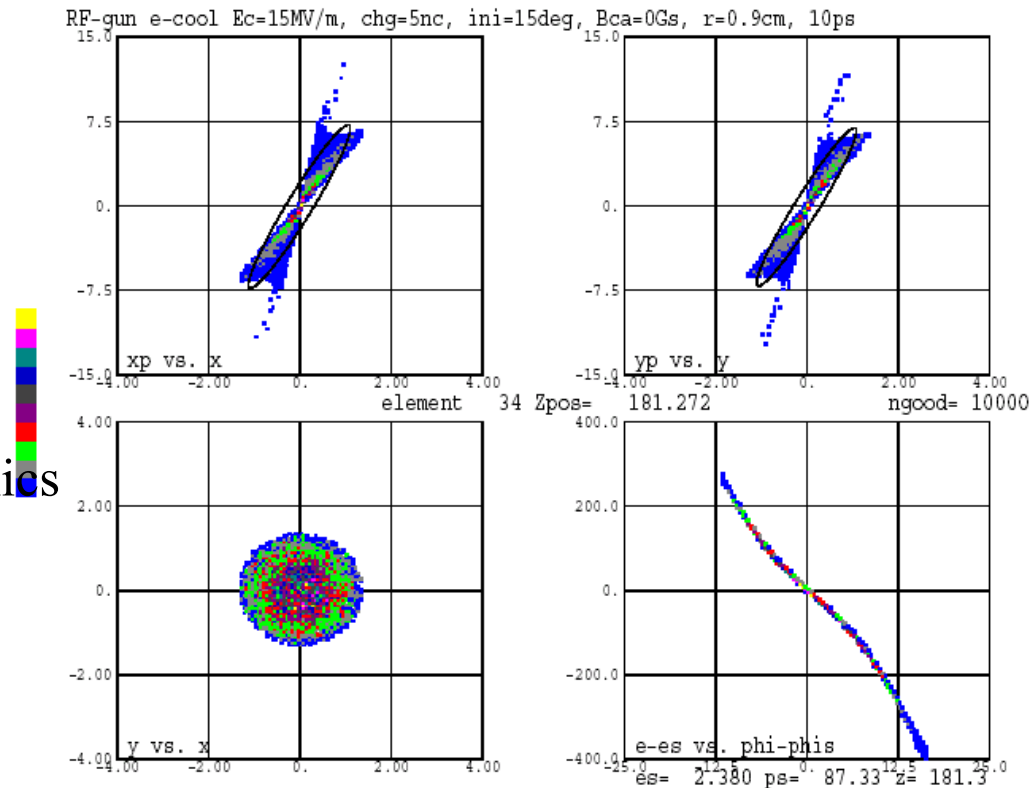 RF-gun e-cool Ec=15MV/m, chg=5nc, ini=15deg, Bca=0Gs, r=0.9cm, 10ps
15.0
7.5
0.
-7.5
-15.0
xp vs. x
-4.00 -2.00 0. 2.00 4.00
15.0
7.5
0.
-7.5
-15.0
yp vs. y
-4.00 -2.00 0. 2.00 4.00
element 34 Zpos= 181.272 ngood= 10000
4.00
2.00
0.
-2.00
-4.00
y vs. x
-4.00 -2.00 0. 2.00 4.00
400.0
200.0
0.
-200.0
-400.0
e-es vs. phi-phis
-25.0 -12.5 0. 12.5 25.0
es= 2.380 ps= 87.33 z= 181.3